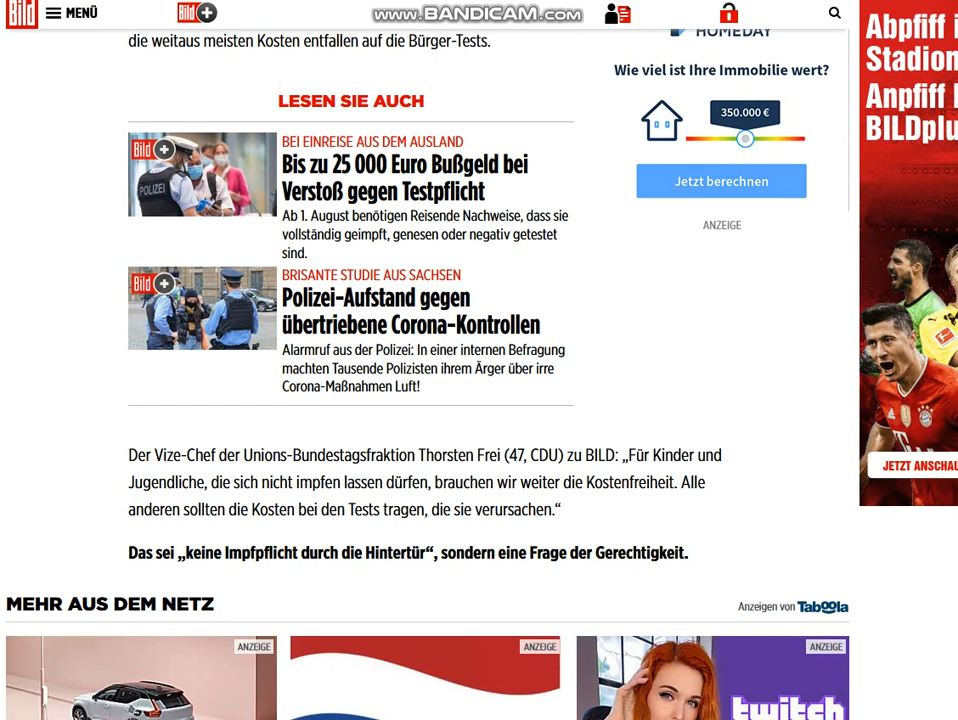 Bild
MENÜ
Bild +
www.BANDICAM.com
die weitaus meisten Kosten entfallen auf die Bürger-Tests.
LESEN SIE AUCH
Bild +
POLIZEI
BEI EINREISE AUS DEM AUSLAND
Bis zu 25 000 Euro Bußgeld bei
Verstoß gegen Testpflicht
Ab 1. August benötigen Reisende Nachweise, dass sie
vollständig geimpft, genesen oder negativ getestet
sind.
Bild +
BRISANTE STUDIE AUS SACHSEN
Polizei-Aufstand gegen
übertriebene Corona-Kontrollen
Alarmruf aus der Polizei: In einer internen Befragung
machten Tausende Polizisten ihrem Ärger über irre
Corona-Maßnahmen Luft!
Der Vize-Chef der Unions-Bundestagsfraktion Thorsten Frei (47, CDU) zu BILD: „Für Kinder und
Jugendliche, die sich nicht impfen lassen dürfen, brauchen wir weiter die Kostenfreiheit. Alle
anderen sollten die Kosten bei den Tests tragen, die sie verursachen.“
Das sei „keine Impfpflicht durch die Hintertür“, sondern eine Frage der Gerechtigkeit.
HOMEDAY
Wie viel ist Ihre Immobilie wert?
350.000 €
Jetzt berechnen
ANZEIGE
Abpfiff i
Stadion
Anpfiff
BILDplu
JETZT ANSCHAU
MEHR AUS DEM NETZ
Anzeigen von Taboola
ANZEIGE
ANZEIGE
ANZEIGE
twitch